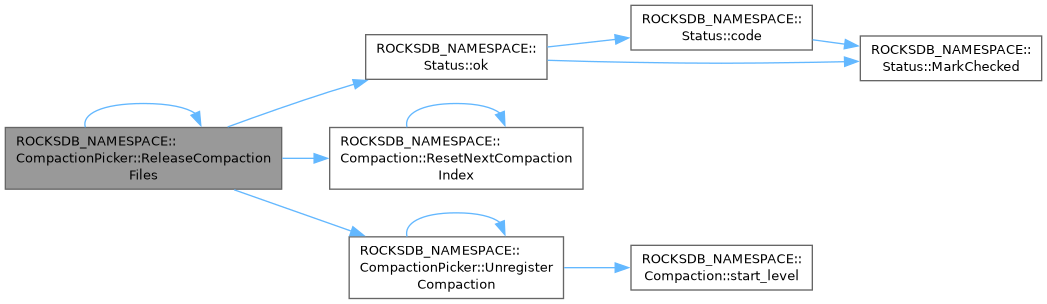 ROCKSDB_NAMESPACE::
CompactionPicker::ReleaseCompaction
Files
ROCKSDB_NAMESPACE::
Status::ok
ROCKSDB_NAMESPACE::
Status::code
ROCKSDB_NAMESPACE::
Status::MarkChecked
ROCKSDB_NAMESPACE::
Compaction::ResetNextCompaction
Index
ROCKSDB_NAMESPACE::
CompactionPicker::Unregister
Compaction
ROCKSDB_NAMESPACE::
Compaction::start_level